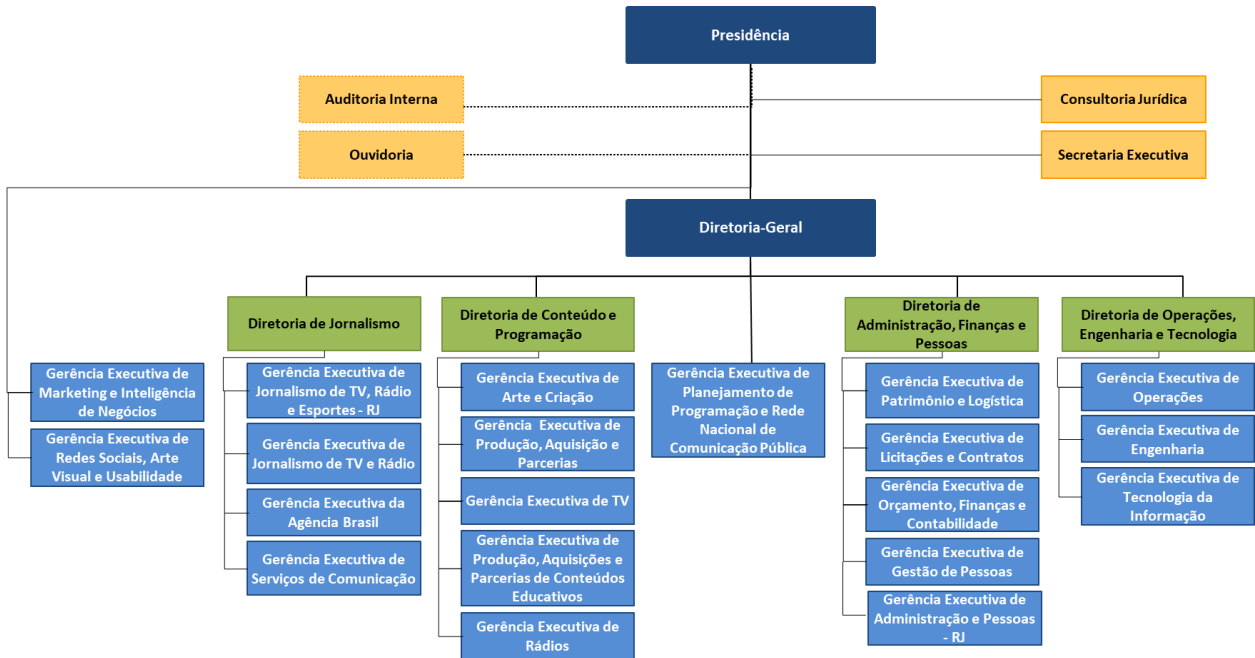 Presidência
Auditoria Interna
Consultoria Jurídica
Ouvidoria
Secretaria Executiva
Diretoria-Geral
Diretoria de Jornalismo
Diretoria de Conteúdo e
Programação
Diretoria de
Administração, Finanças e
Pessoas
Diretoria de Operações,
Engenharia e Tecnologia
Gerência Executiva de
Marketing e Inteligência
de Negócios
Gerência Executiva de
Redes Sociais, Arte
Visual e Usabilidade
Gerência Executiva de
Jornalismo de TV, Rádio
e Esportes - RJ
Gerência Executiva de
Jornalismo de TV e Rádio
Gerência Executiva da
Agência Brasil
Gerência Executiva de
Serviços de Comunicação
Gerência Executiva de
Arte e Criação
Gerência Executiva de
Produção, Aquisição e
Parcerias
Gerência Executiva de TV
Gerência Executiva de
Produção, Aquisições e
Parcerias de Conteúdos
Educativos
Gerência Executiva de
Rádios
Gerência Executiva de
Planejamento de
Programação e Rede
Nacional de
Comunicação Pública
Gerência Executiva de
Patrimônio e Logística
Gerência Executiva de
Licitações e Contratos
Gerência Executiva de
Orçamento, Finanças e
Contabilidade
Gerência Executiva de
Gestão de Pessoas
Gerência Executiva de
Administração e Pessoas
- RJ
Gerência Executiva de
Operações
Gerência Executiva de
Engenharia
Gerência Executiva de
Tecnologia da
Informação